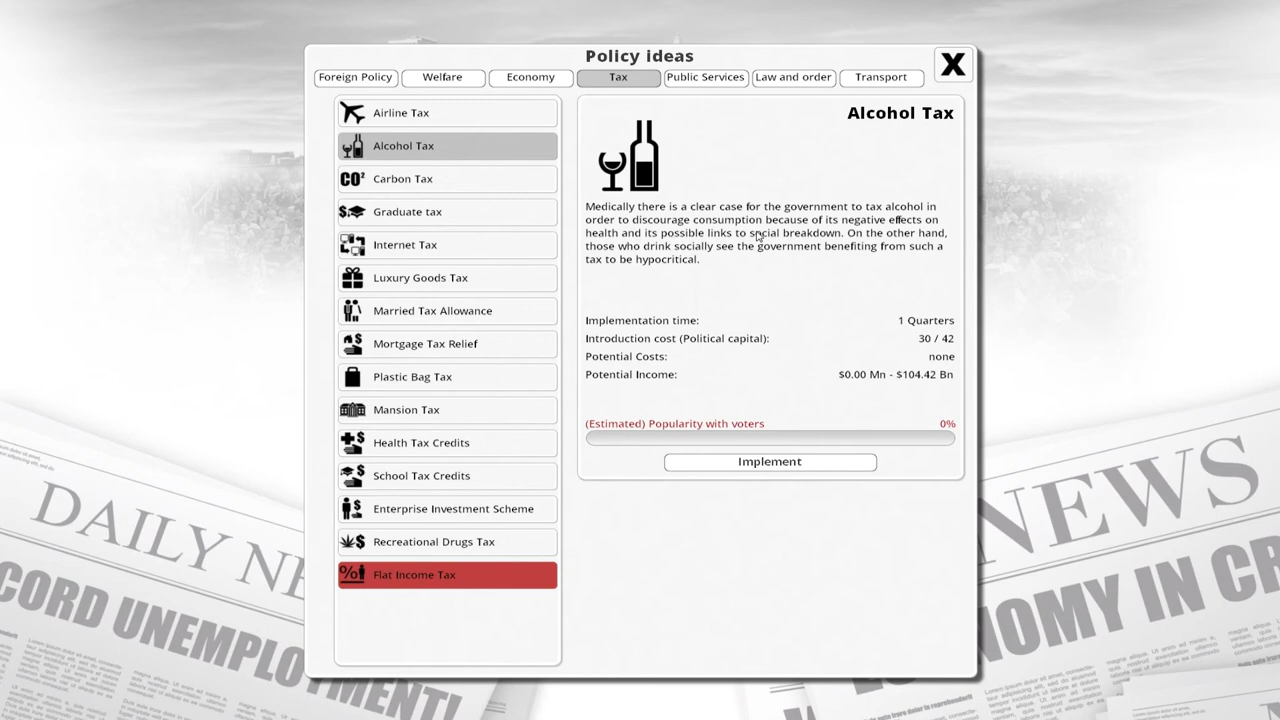 Policy ideas
X
Foreign Policy
Welfare
Economy
Tax
Public Services
Law and order
Transport
Airline Tax
Alcohol Tax
CO² Carbon Tax
Graduate tax
Internet Tax
Luxury Goods Tax
Married Tax Allowance
Mortgage Tax Relief
Plastic Bag Tax
Mansion Tax
Health Tax Credits
School Tax Credits
Enterprise Investment Scheme
Recreational Drugs Tax
Flat Income Tax
Alcohol Tax
Medically there is a clear case for the government to tax alcohol in
order to discourage consumption because of its negative effects on
health and its possible links to social breakdown. On the other hand,
those who drink socially see the government benefiting from such a
tax to be hypocritical.
Implementation time: 1 Quarters
Introduction cost (Political capital): 30 / 42
Potential Costs: none
Potential Income: $0.00 Mn - $104.42 Bn
(Estimated) Popularity with voters 0%
Implement
DAILY NE
CORD UNEMPLOYMENT!
NEWS
NOMY IN CR